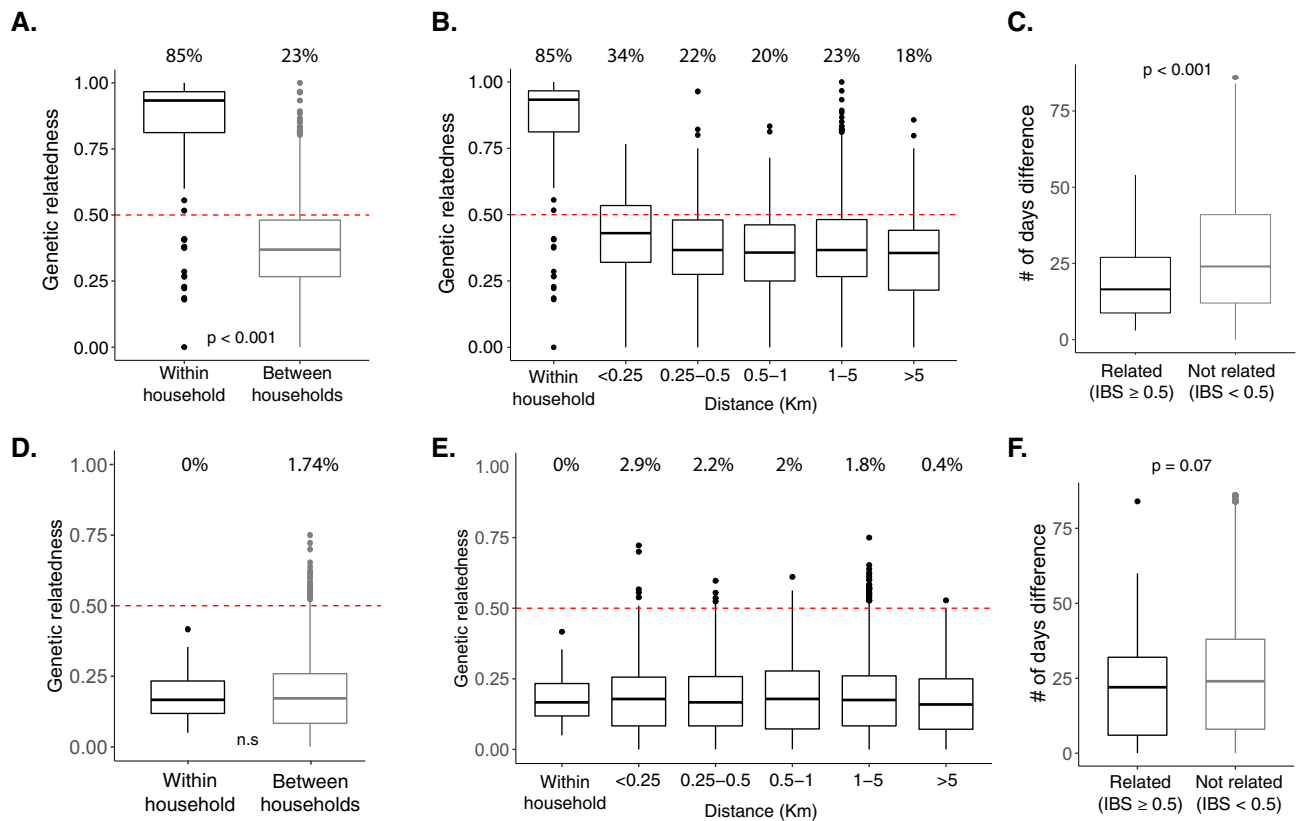 A.
85% 23%
1.00
0.75
0.50
0.25
0.00
Genetic relatedness
p < 0.001
Within household
Between households
B.
85% 34% 22% 20% 23% 18%
1.00
0.75
0.50
0.25
0.00
Genetic relatedness
Within household
<0.25 0.25–0.5 0.5–1 1–5 >5
Distance (Km)
C.
p < 0.001
75
50
25
0
# of days difference
Related (IBS ≥ 0.5)
Not related (IBS < 0.5)
D.
0% 1.74%
1.00
0.75
0.50
0.25
0.00
Genetic relatedness
n.s
Within household
Between households
E.
0% 2.9% 2.2% 2% 1.8% 0.4%
1.00
0.75
0.50
0.25
0.00
Genetic relatedness
Within household
<0.25 0.25–0.5 0.5–1 1–5 >5
Distance (Km)
F.
p = 0.07
75
50
25
0
# of days difference
Related (IBS ≥ 0.5)
Not related (IBS < 0.5)